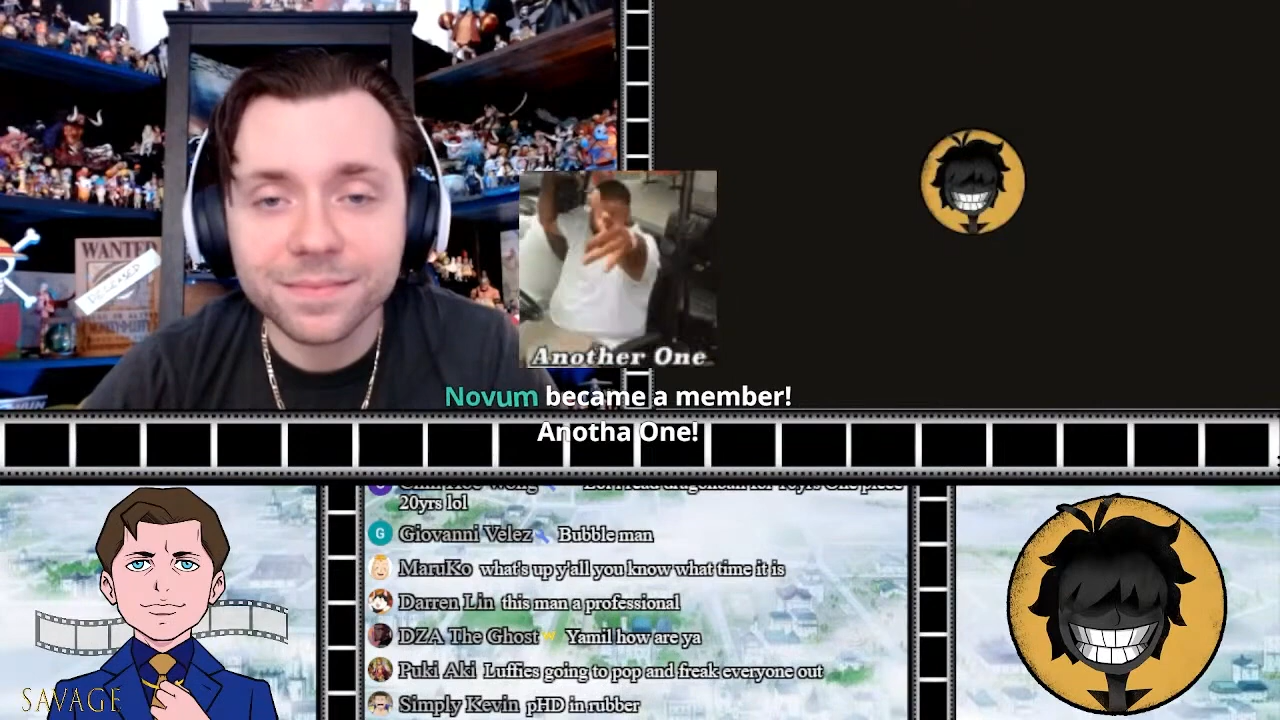 WANTED
DECEASED
Another One
Novum became a member!
Anotha One!
20yrs lol
Giovanni Velez Bubble man
MaruKo what's up y'all you know what time it is
Darren Lin this man a professional
DZA The Ghost Yamil how are ya
Puki Aki Luffies going to pop and freak everyone out
Simply Kevin pHD in rubber
G
SAVAGE